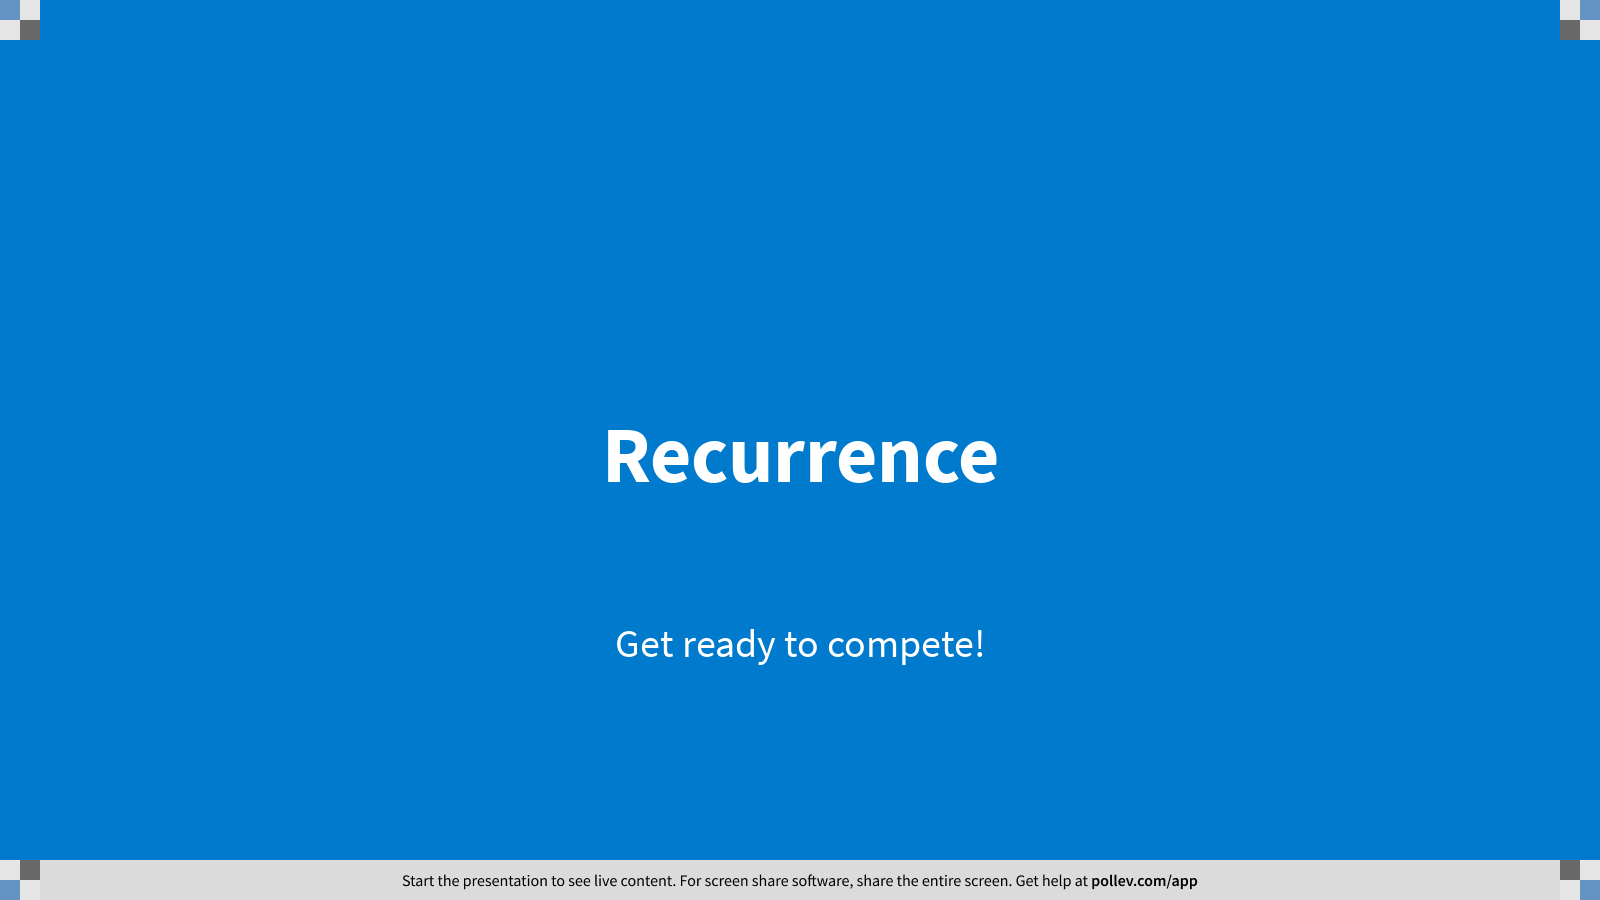 Recurrence
Get ready to compete!
Start the presentation to see live content. For screen share software, share the entire screen. Get help at pollev.com/app